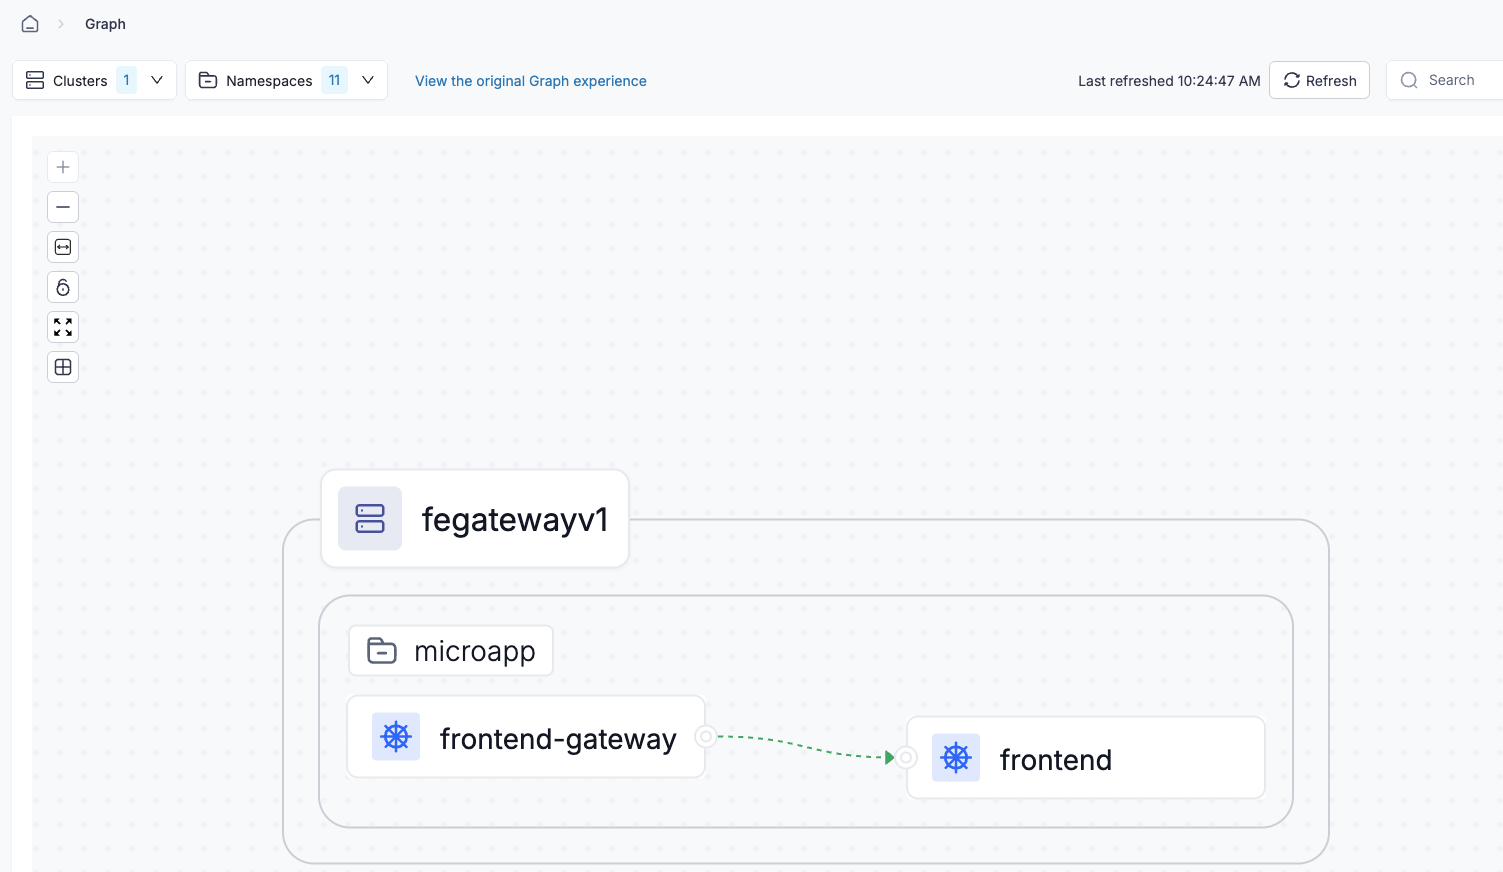 Graph
Clusters 1
Namespaces 11
View the original Graph experience
Last refreshed 10:24:47 AM
Refresh
Search
fegatewayv1
microapp
frontend-gateway
frontend